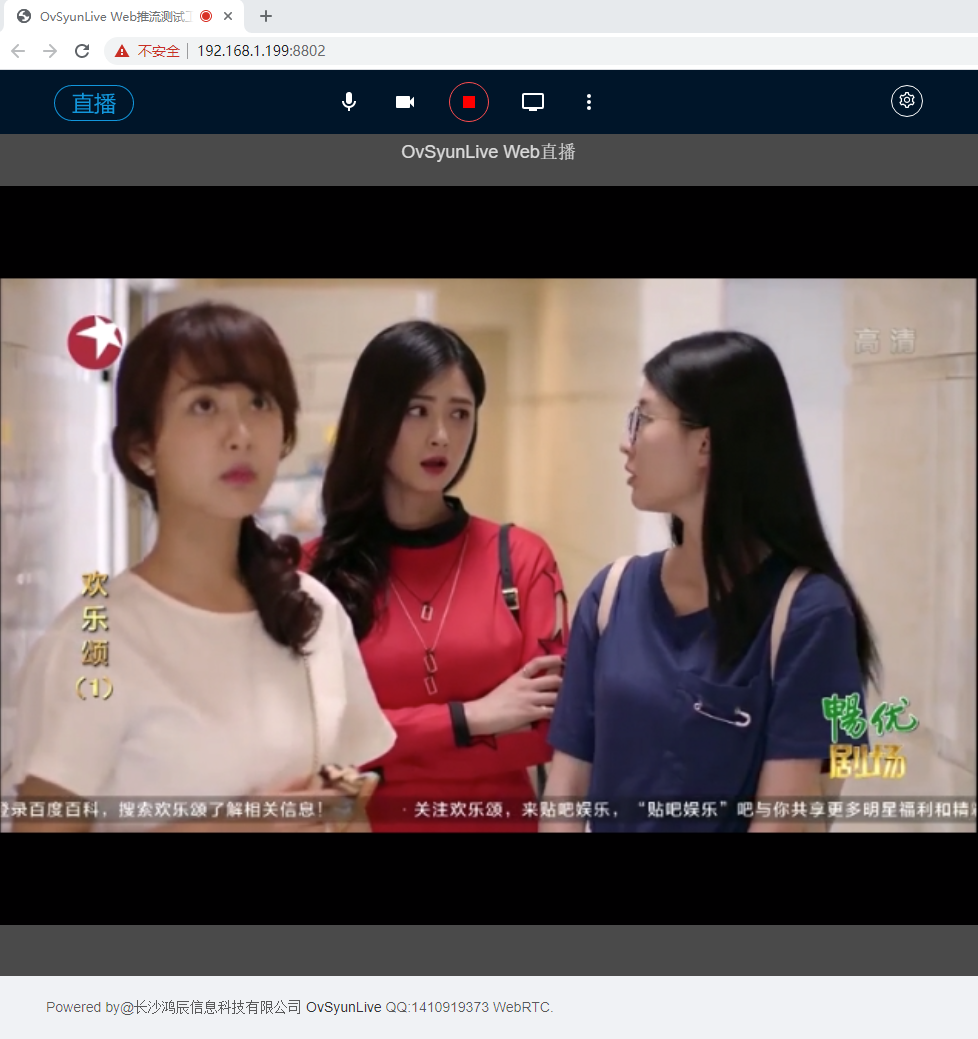 OvSyunLive Web推流测试
不安全
192.168.1.199:8802
直播
OvSyunLive Web直播
高清
欢
乐
颂
(1)
暢优
剧场
登录百度百科，搜索欢乐颂了解相关信息！ · 关注欢乐颂，来贴吧娱乐，“贴吧娱乐”吧与你共享更多明星福利和精
Powered by@长沙鸿辰信息科技有限公司 OvSyunLive QQ:1410919373 WebRTC.